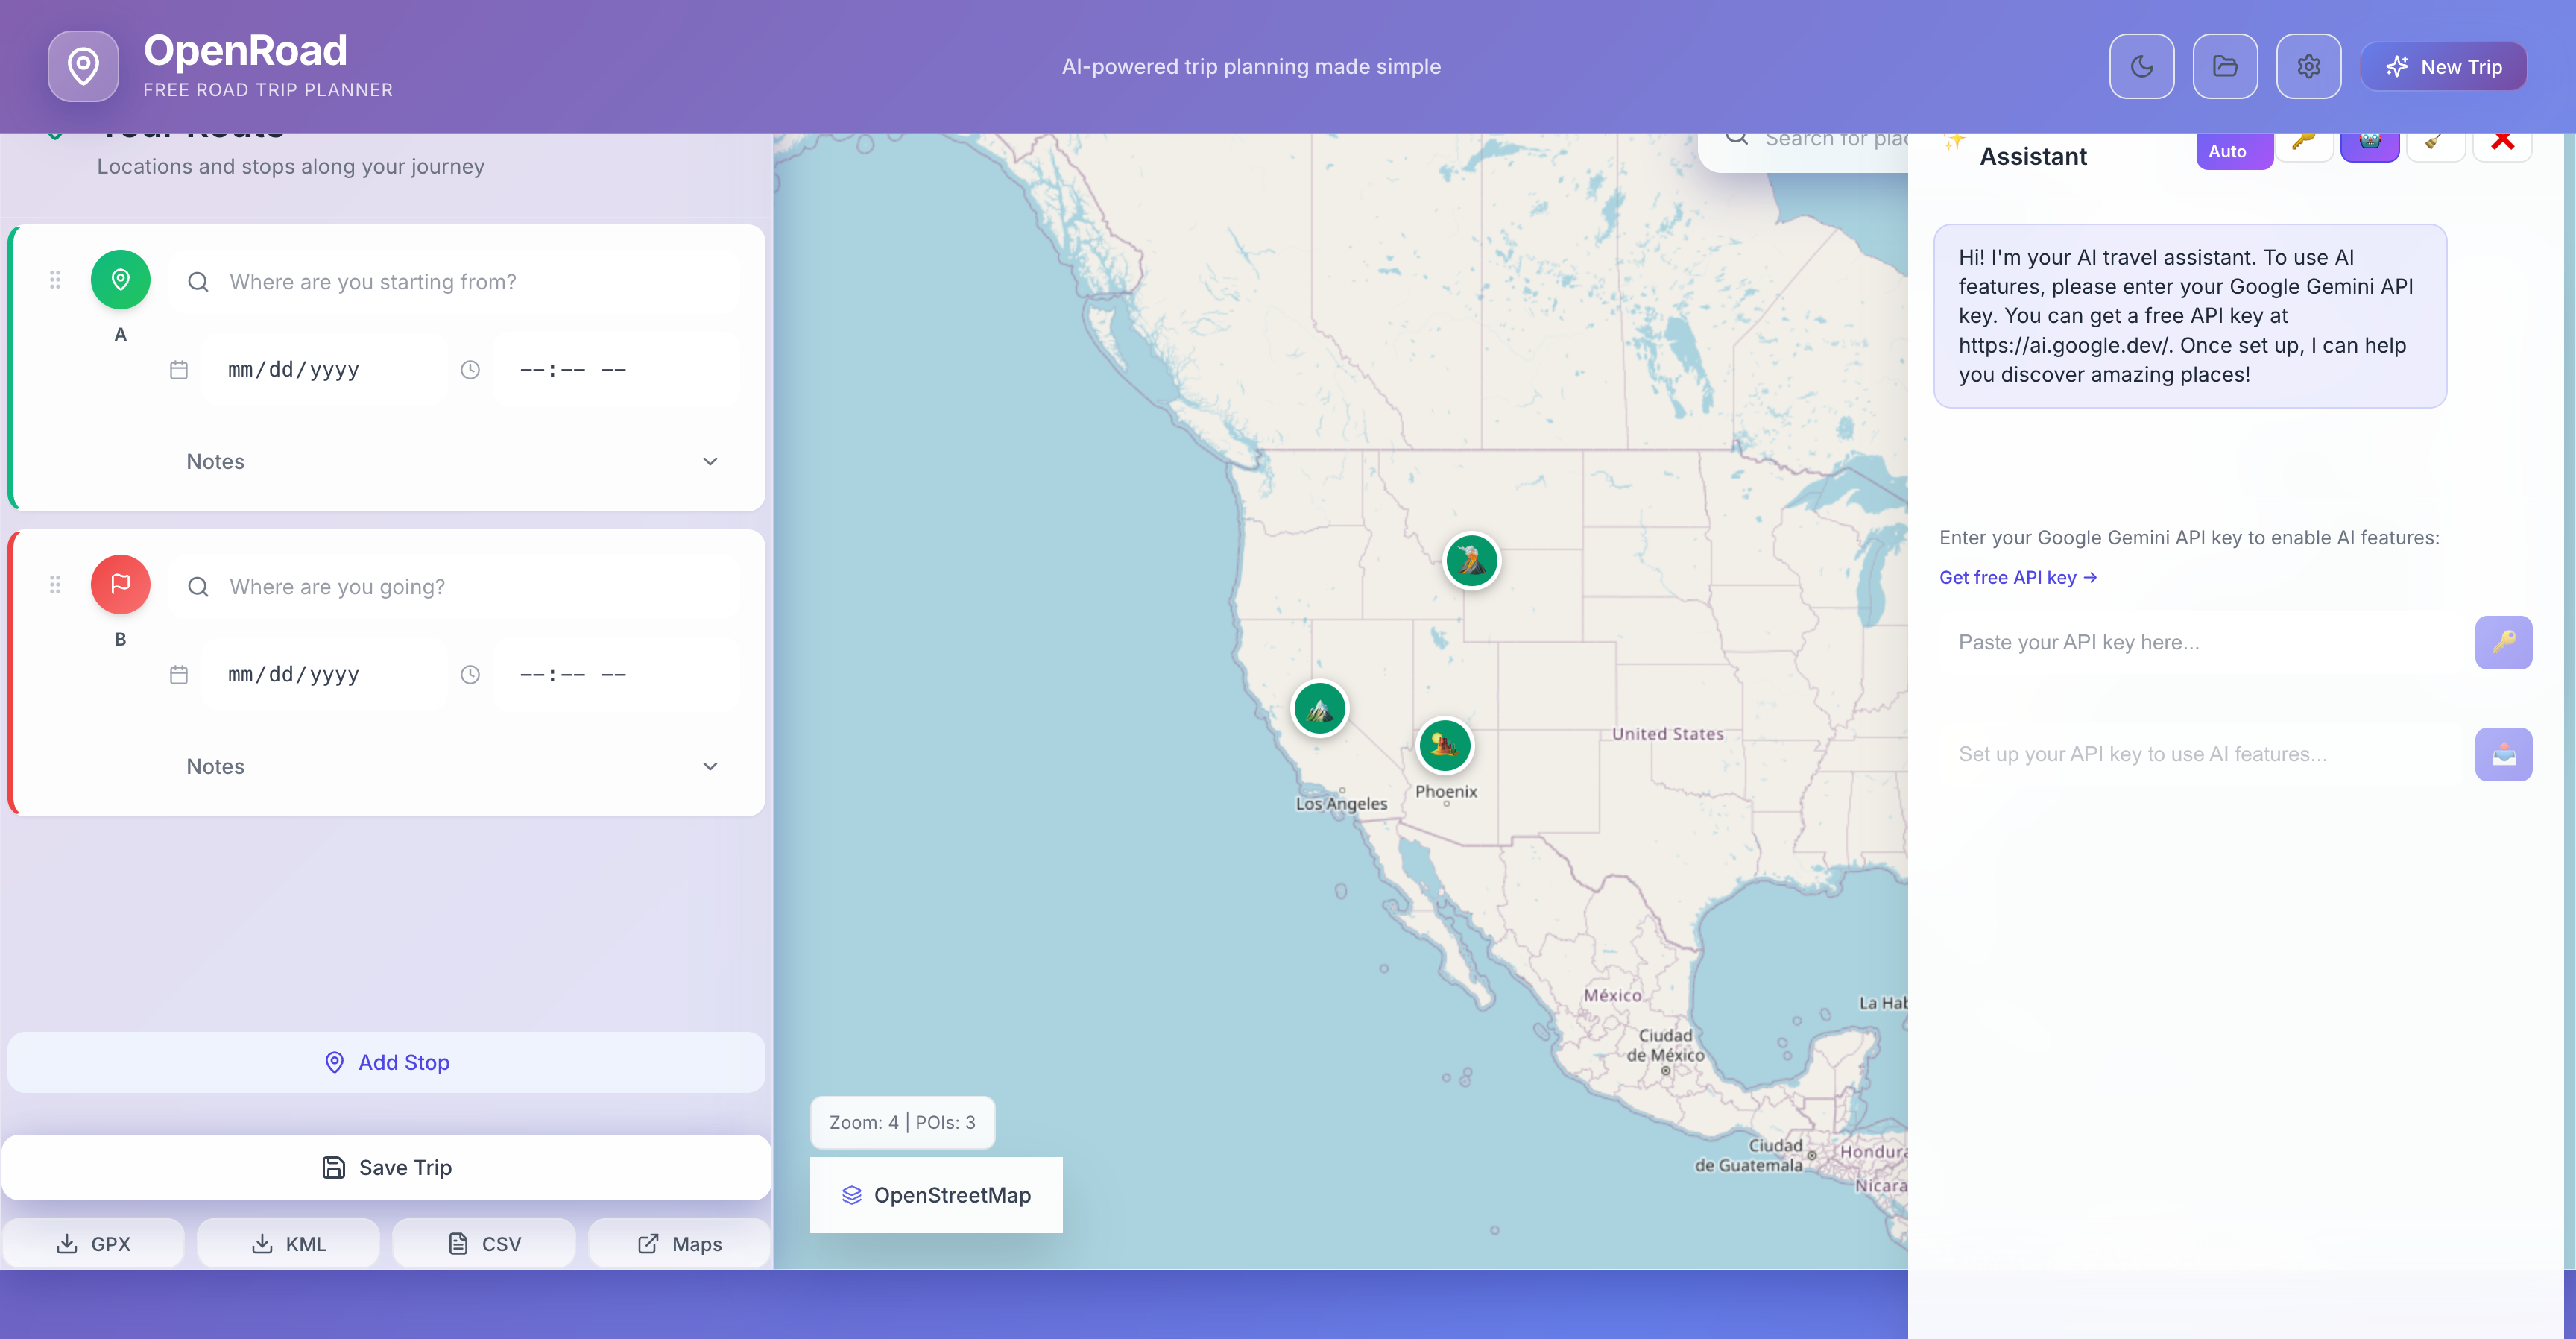 OpenRoad
FREE ROAD TRIP PLANNER
AI-powered trip planning made simple
New Trip
Your Route
Locations and stops along your journey
A
Where are you starting from?
mm/dd/yyyy
--:-- --
Notes
B
Where are you going?
mm/dd/yyyy
--:-- --
Notes
Add Stop
Save Trip
GPX
KML
CSV
Maps
Search for plac
United States
Los Angeles
Phoenix
México
Ciudad
de México
La Hab
Ciudad
de Guatemala
Hondura
Nicara
Zoom: 4 | POIs: 3
OpenStreetMap
Assistant
Auto
Hi! I'm your AI travel assistant. To use AI
features, please enter your Google Gemini API
key. You can get a free API key at
https://ai.google.dev/. Once set up, I can help
you discover amazing places!
Enter your Google Gemini API key to enable AI features:
Get free API key →
Paste your API key here...
Set up your API key to use AI features...